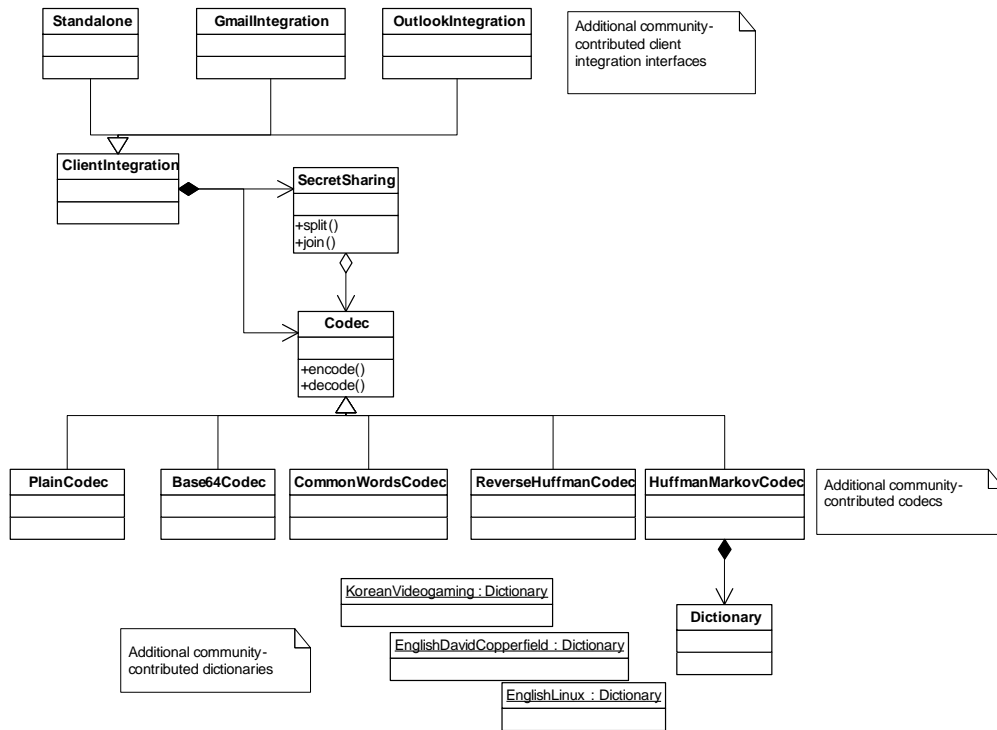 Standalone
GmailIntegration
OutlookIntegration
Additional community-
contributed client
integration interfaces
ClientIntegration
SecretSharing
+split()
+join()
Codec
+encode()
+decode()
PlainCodec
Base64Codec
CommonWordsCodec
ReverseHuffmanCodec
HuffmanMarkovCodec
Additional community-
contributed codecs
KoreanVideogaming : Dictionary
Dictionary
Additional community-
contributed dictionaries
EnglishDavidCopperfield : Dictionary
EnglishLinux : Dictionary